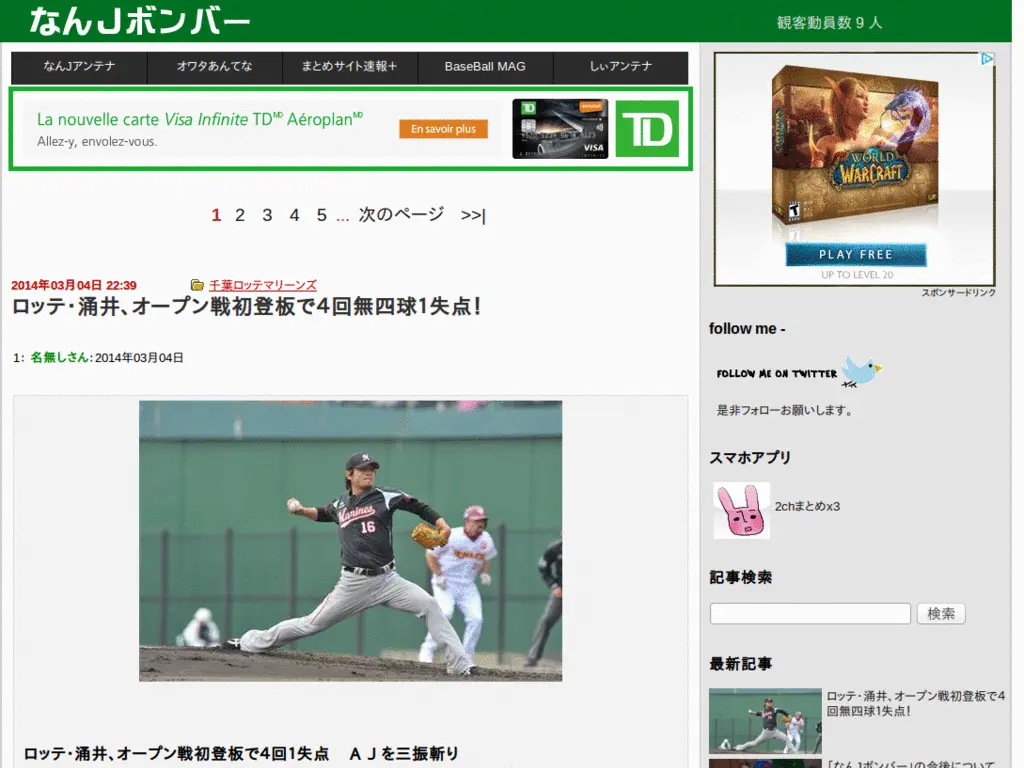 なんJボンバー
観客動員数 9 人
なんJアンテナ
オワタあんてな
まとめサイト速報＋
BaseBall MAG
しぃアンテナ
La nouvelle carte Visa Infinite TDMD AéroplanMD
Allez-y, envolez-vous.
En savoir plus
TD
VISA
TD
1 2 3 4 5 ... 次のページ >>|
2014年03月04日 22:39 千葉ロッテマリーンズ
ロッテ・涌井、オープン戦初登板で４回無四球１失点！
1： 名無しさん：2014年03月04日
Marines
16
ロッテ・涌井、オープン戦初登板で４回１失点　ＡＪを三振斬り
WORLD
WARCRAFT
T
PLAY FREE
UP TO LEVEL 20
スポンサードリンク
follow me -
FOLLOW ME ON TWITTER
是非フォローお願いします。
スマホアプリ
2chまとめx3
記事検索
検索
最新記事
ロッテ・涌井、オープン戦初登板で４
回無四球１失点！
「なんJボンバー」の今後について